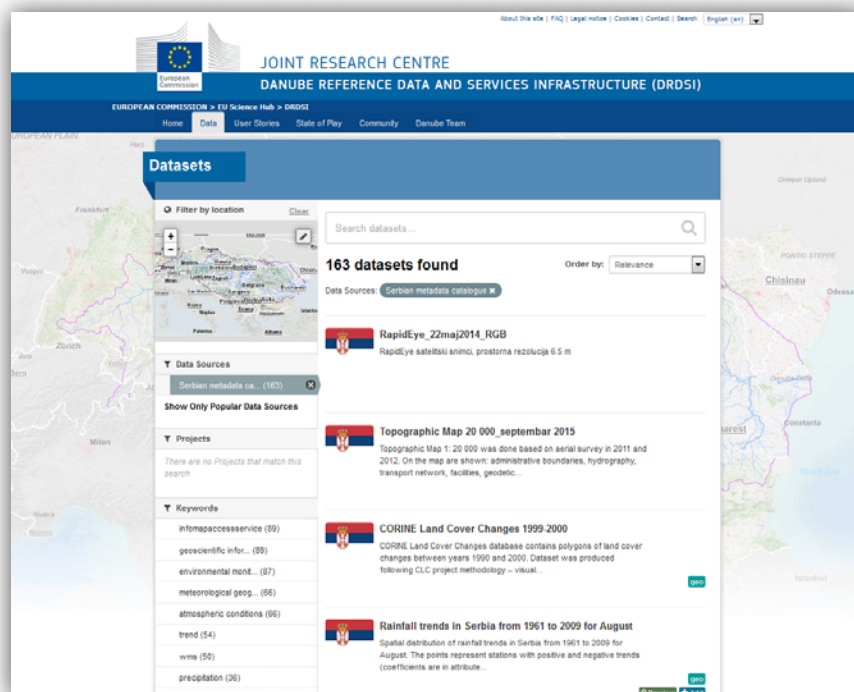 About this site | FAQ | Legal notice | Cookies | Contact | Search English (en)
European
Commission
JOINT RESEARCH CENTRE
DANUBE REFERENCE DATA AND SERVICES INFRASTRUCTURE (DRDSI)
EUROPEAN COMMISSION > EU Science Hub > DRDSI
Home Data User Stories State of Play Community Danube Team
Datasets
Filter by location Clear
+
-
Prague
Belgrade
Palermo
Athens
Search datasets...
163 datasets found
Order by: Relevance
Data Sources: Serbian metadata catalogue ×
RapidEye_22maj2014_RGB
RapidEye satelitski snimci, prostorna rezolucija 6.5 m
Data Sources
Serbian metadata ca... (163)
Show Only Popular Data Sources
Projects
There are no Projects that match this
search
Keywords
infomapaccessservice (89)
geoscientific infor... (89)
environmental monit... (87)
meteorological geog... (66)
atmospheric conditions (66)
trend (54)
wms (50)
precipitation (36)
Topographic Map 20 000_septembar 2015
Topographic Map 1: 20 000 was done based on aerial survey in 2011 and
2012. On the map are shown: administrative boundaries, hydrography,
transport network, facilities, geodetic...
CORINE Land Cover Changes 1999-2000
CORINE Land Cover Changes database contains polygons of land cover
changes between years 1990 and 2000. Dataset was produced
following CLC project methodology – visual...
geo
Rainfall trends in Serbia from 1961 to 2009 for August
Spatial distribution of rainfall trends in Serbia from 1961 to 2009 for
August. The points represent stations with positive and negative trends
(coefficients are in attribute...
geo
Frankfurt
Zürich
Milan
PONTIC STEPPE
Chisinau
Odessa
Constanta
Istanbul